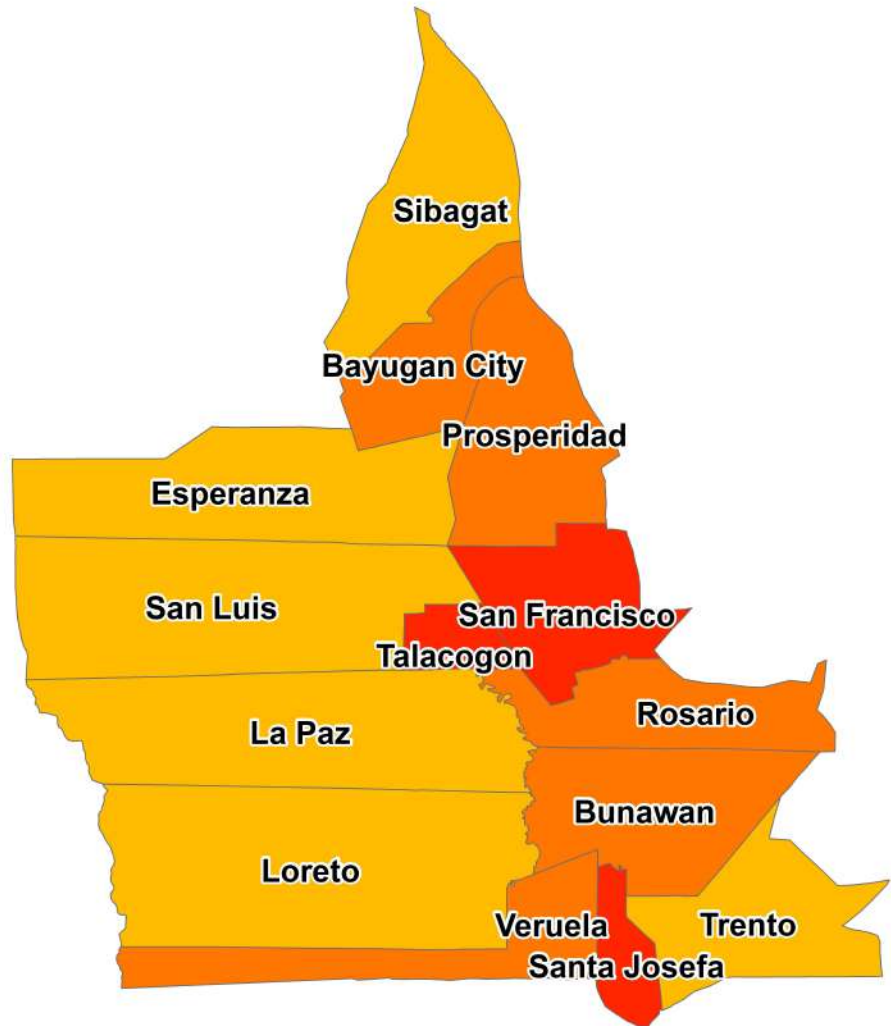 Sibagat
Bayugan City
Prosperidad
Esperanza
San Luis
San Francisco
Talacogon
Rosario
La Paz
Bunawan
Loreto
Veruela
Trento
Santa Josefa